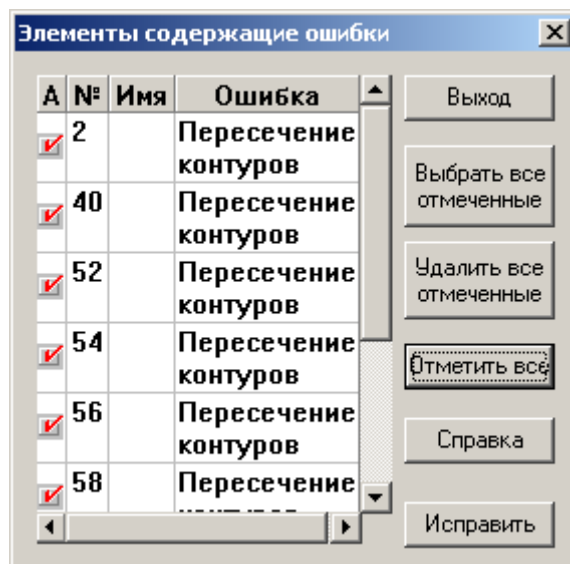 Элементы содержащие ошибки
А № Имя Ошибка
2 Пересечение
контуров
40 Пересечение
контуров
52 Пересечение
контуров
54 Пересечение
контуров
56 Пересечение
контуров
58 Пересечение
Выход
Выбрать все
отмеченные
Удалить все
отмеченные
Отметить все
Справка
Исправить